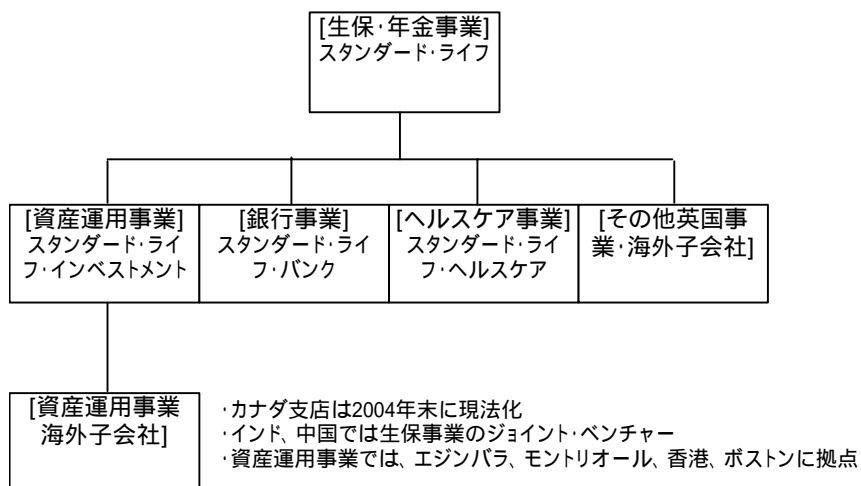 [生保･年金事業]
スタンダード･ライフ
[資産運用事業]
スタンダード･ライ
フ･インベストメント
[銀行事業]
スタンダード･ライ
フ･バンク
[ヘルスケア事業]
スタンダード･ライ
フ･ヘルスケア
[その他英国事
業･海外子会社]
[資産運用事業
海外子会社]
･カナダ支店は2004年末に現法化
･インド、中国では生保事業のジョイント･ベンチャー
･資産運用事業では、エジンバラ、モントリオール、香港、ボストンに拠点